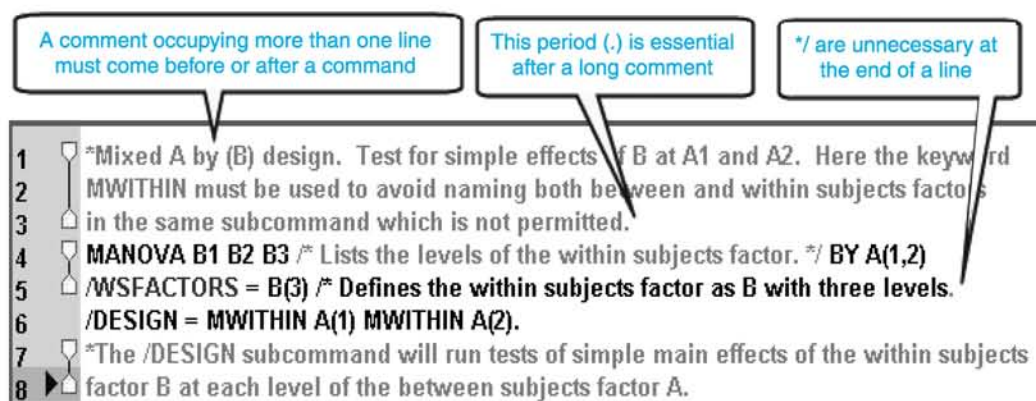 A comment occupying more than one line
must come before or after a command
This period (.) is essential
after a long comment
*/ are unnecessary at
the end of a line
1 *Mixed A by (B) design. Test for simple effects of B at A1 and A2. Here the keyword
2 MWITHIN must be used to avoid naming both between and within subjects factors
3 in the same subcommand which is not permitted.
4 MANOVA B1 B2 B3 /* Lists the levels of the within subjects factor. */ BY A(1,2)
5 /WSFACTORS = B(3) /* Defines the within subjects factor as B with three levels.
6 /DESIGN = MWITHIN A(1) MWITHIN A(2).
7 *The /DESIGN subcommand will run tests of simple main effects of the within subjects
8 factor B at each level of the between subjects factor A.